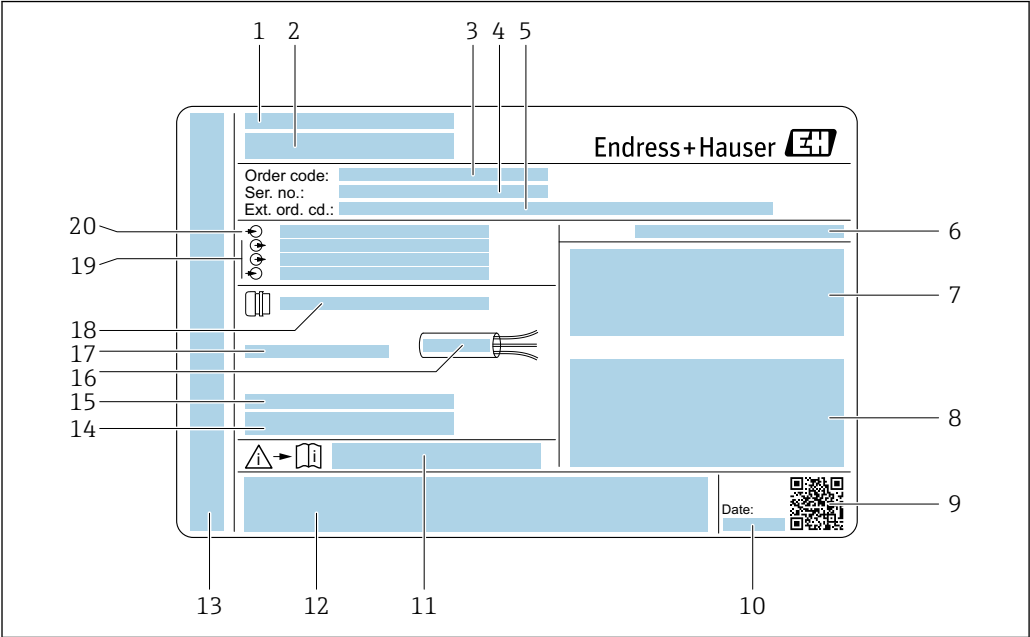 1 2 3 4 5
Endress+Hauser EH
Order code:
Ser. no.:
Ext. ord. cd.:
20
6
19
7
18
17
16
15
14
8
i i
9
Date:
13 12 11 10